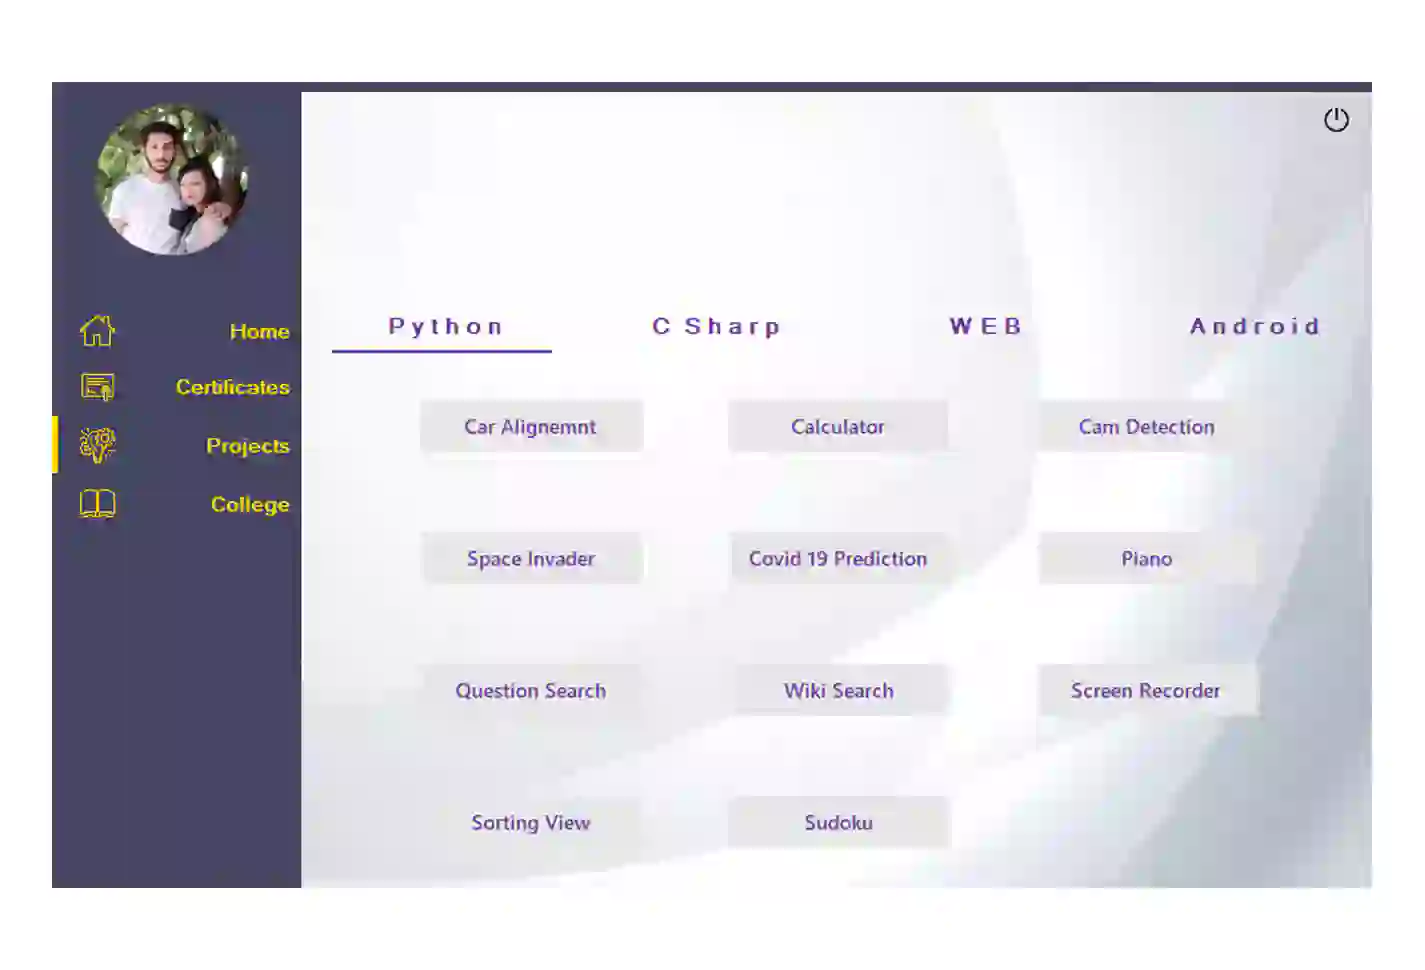 Home
Certificates
Projects
College
Python
C Sharp
WEB
Android
Car Alignemnt
Calculator
Cam Detection
Space Invader
Covid 19 Prediction
Piano
Question Search
Wiki Search
Screen Recorder
Sorting View
Sudoku